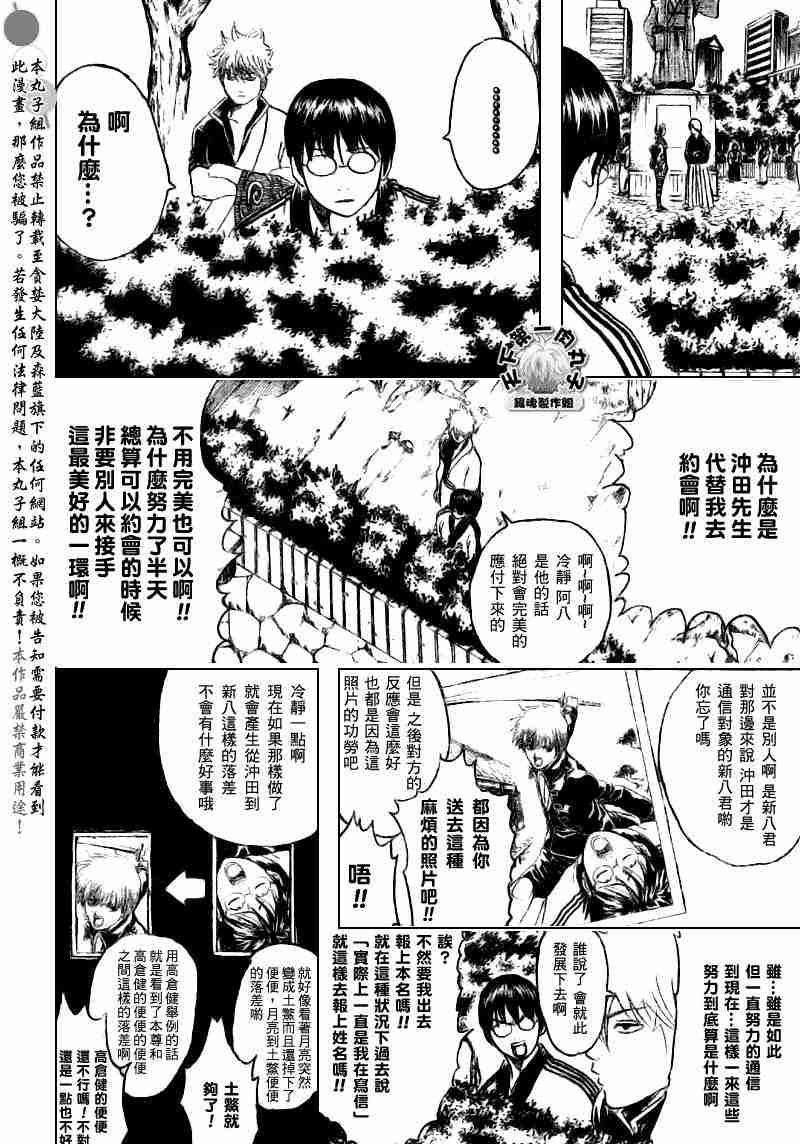 ………
啊
為什麼…？
為什麼是
沖田先生
代替我去
約會啊!!
啊~啊~啊~
冷靜 阿八
是他的話
絕對會完美的
應付下來的
不用完美也可以啊!!
為什麼努力了半天
總算可以約會的時候
非要別人來接手
這最美好的一環啊!!
並不是別人啊 是新八君
對那邊來說 沖田才是
通信對象的新八君喲
你忘了嗎
都因為你
送去這種
麻煩的照片吧!!
但是 之後對方的
反應會這麼好
也都是因為這
照片的功勞吧
唔!!
冷靜一點啊
現在如果那樣做了
就會產生從沖田到
新八這樣的落差
不會有什麼好事哦
雖…雖是如此
但一直努力的通信
到現在…這樣一來這些
努力到底算是什麼啊
誰說了 會就此
發展下去啊
誒？
不然要我出去
報上本名嗎!!
就在這種狀況下過去說
「實際上一直是我在寫信」
就這樣去報上姓名嗎!!
就好像看著月亮突然
變成土鱉而且還掉下了
便便，月亮到土鱉便便
的落差喲
土鱉就
夠了！
用高倉健舉例的話
就是看到了本尊和
高倉健的便便的便便
之間這樣的落差啊
高倉健的便便
還不行嗎！不對
還是一點也不好
天下第一肉丸子
銀魂製作組
本丸子組作品禁止轉載至貪婪大陸及森藍旗下的任何網站。如果您被告知需要付款才能看到
此漫畫，那麼您被騙了。若發生任何法律問題，本丸子組一概不負責！本作品嚴禁商業用途！